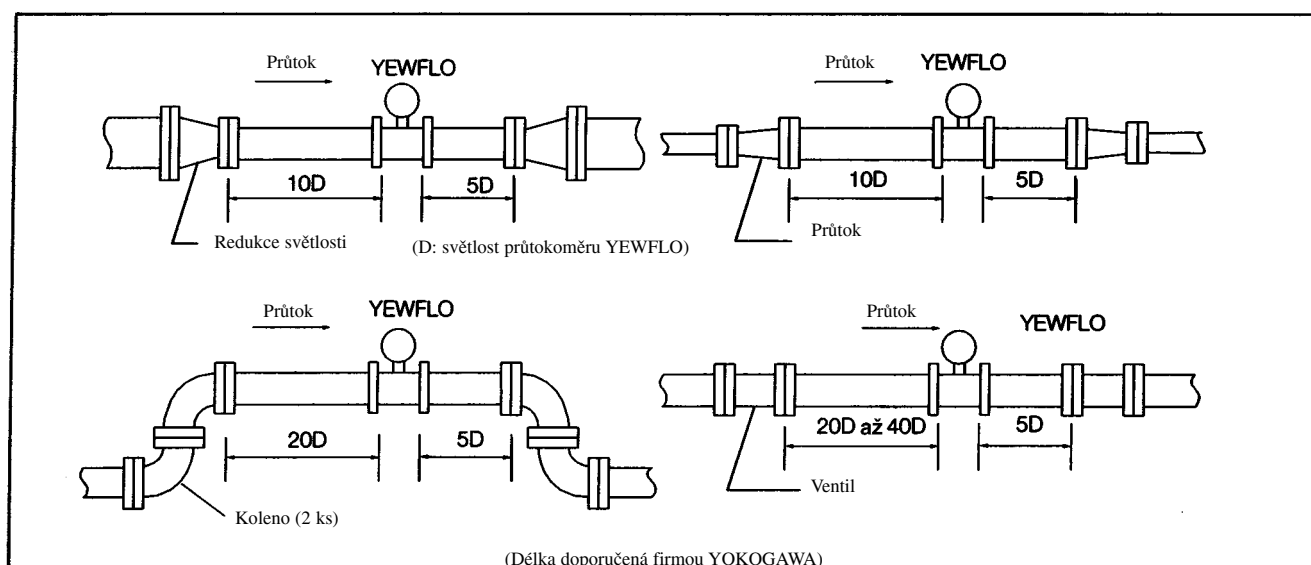 Průtok
YEWFLO
10D
5D
Redukce světlosti
(D: světlost průtokoměru YEWFLO)
Průtok
YEWFLO
10D
5D
Průtok
Průtok
YEWFLO
20D
5D
Koleno (2 ks)
Průtok
YEWFLO
20D až 40D
5D
Ventil
(Délka doporučená firmou YOKOGAWA)